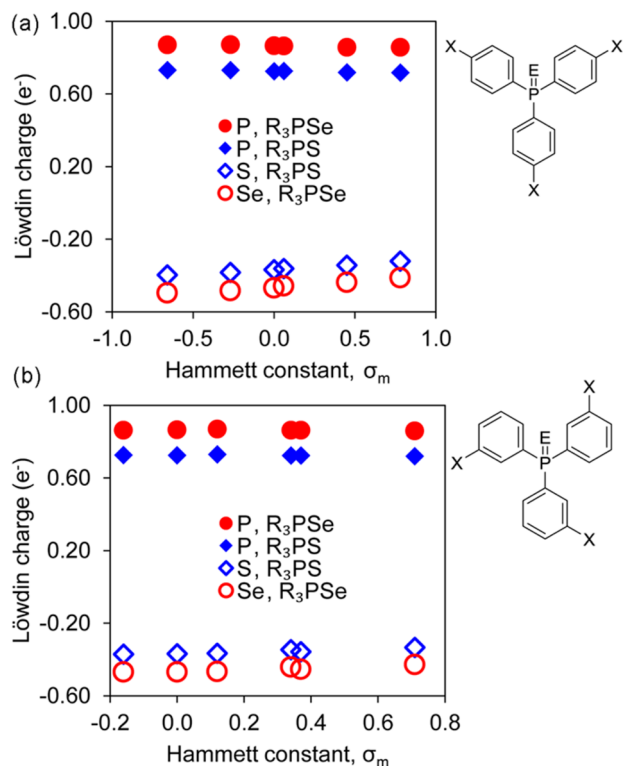 (a)
1.00
0.60
0.20
-0.20
-0.60
Löwdin charge (e⁻)
P, R₃PSe
P, R₃PS
S, R₃PS
Se, R₃PSe
-1.0 -0.5 0.0 0.5 1.0
Hammett constant, σₘ
X X
E
P
X
(b)
1.00
0.60
0.20
-0.20
-0.60
Löwdin charge (e⁻)
P, R₃PSe
P, R₃PS
S, R₃PS
Se, R₃PSe
-0.2 0.0 0.2 0.4 0.6 0.8
Hammett constant, σₘ
X
E
X P
X